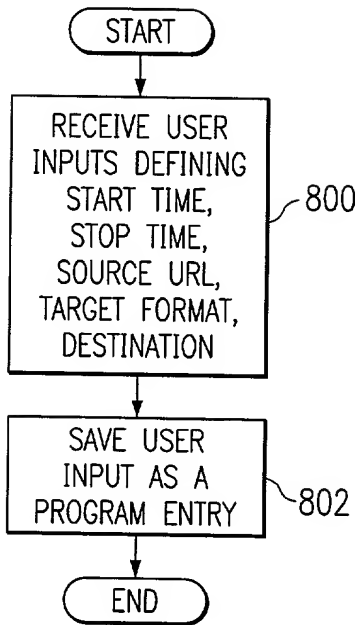 START
RECEIVE USER
INPUTS DEFINING
START TIME,
STOP TIME,
SOURCE URL,
TARGET FORMAT,
DESTINATION
800
SAVE USER
INPUT AS A
PROGRAM ENTRY
802
END